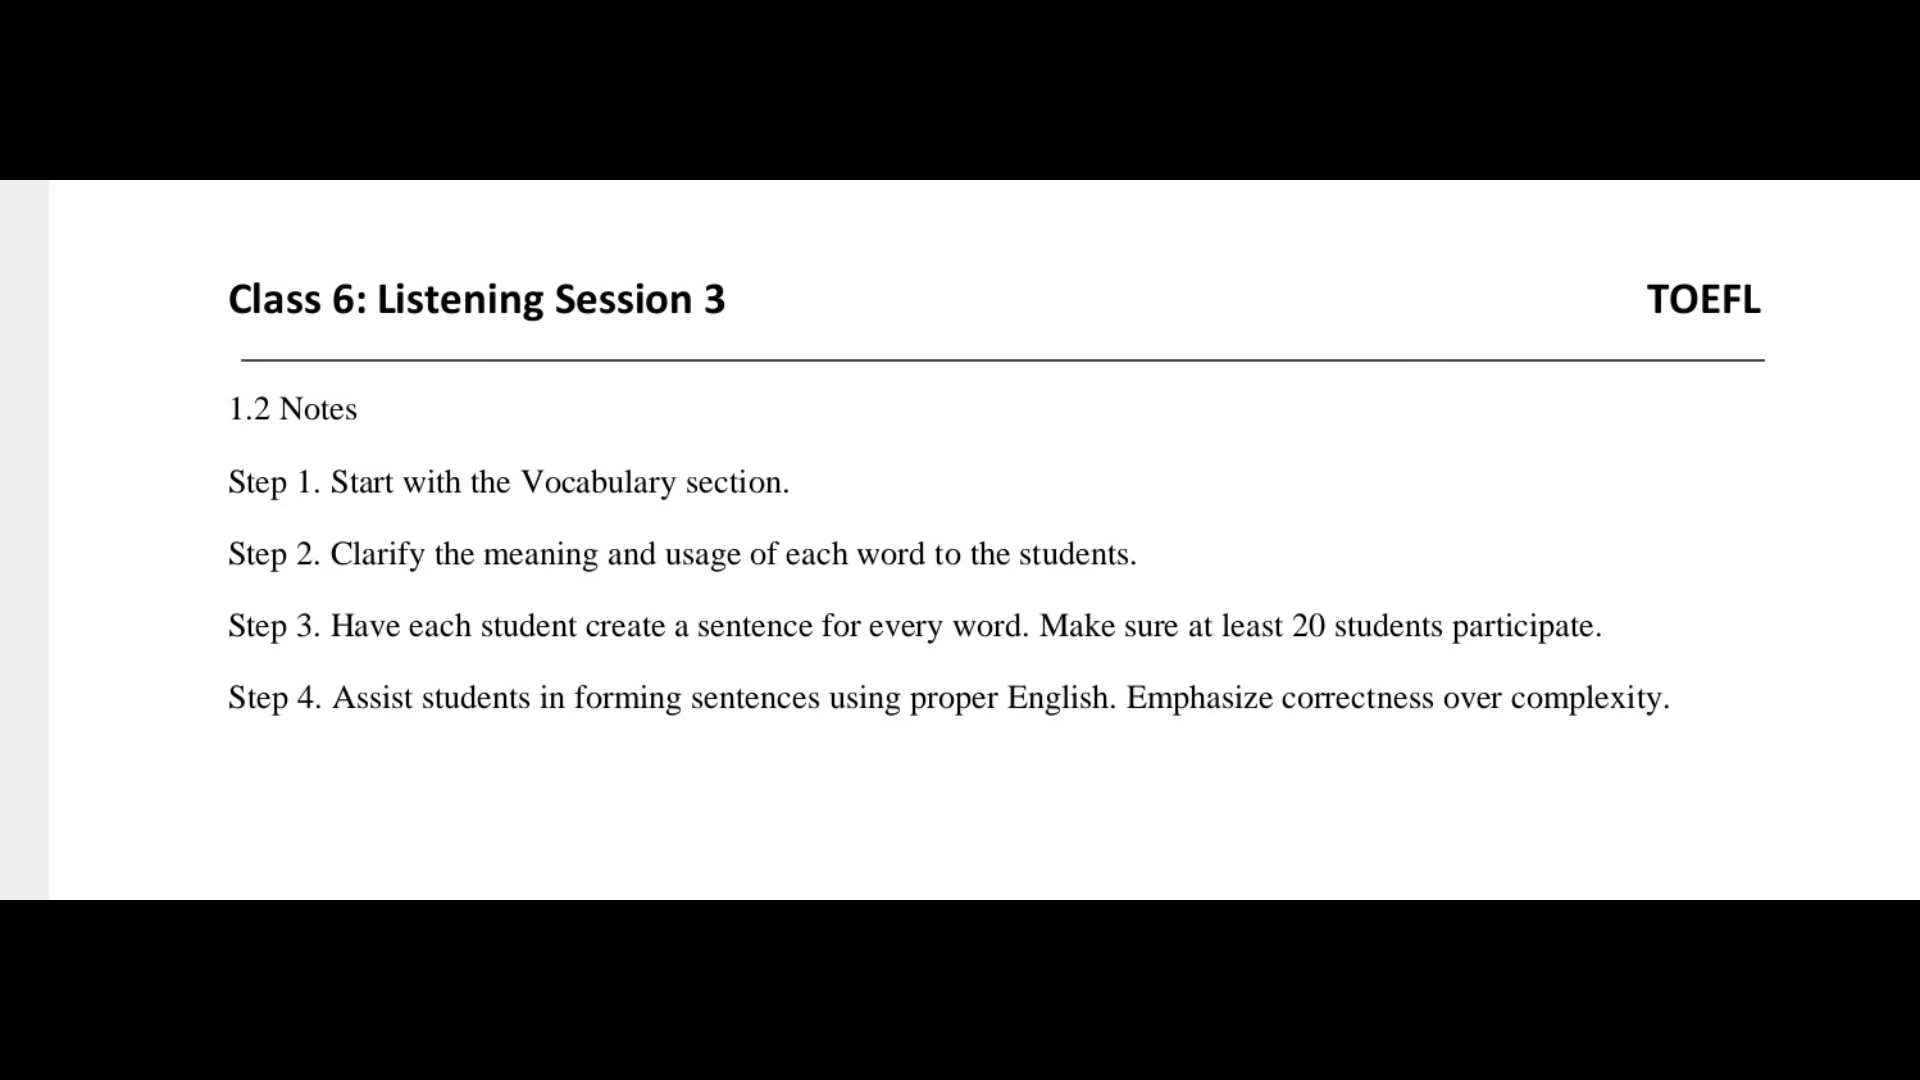 Class 6: Listening Session 3 TOEFL
1.2 Notes
Step 1. Start with the Vocabulary section.
Step 2. Clarify the meaning and usage of each word to the students.
Step 3. Have each student create a sentence for every word. Make sure at least 20 students participate.
Step 4. Assist students in forming sentences using proper English. Emphasize correctness over complexity.